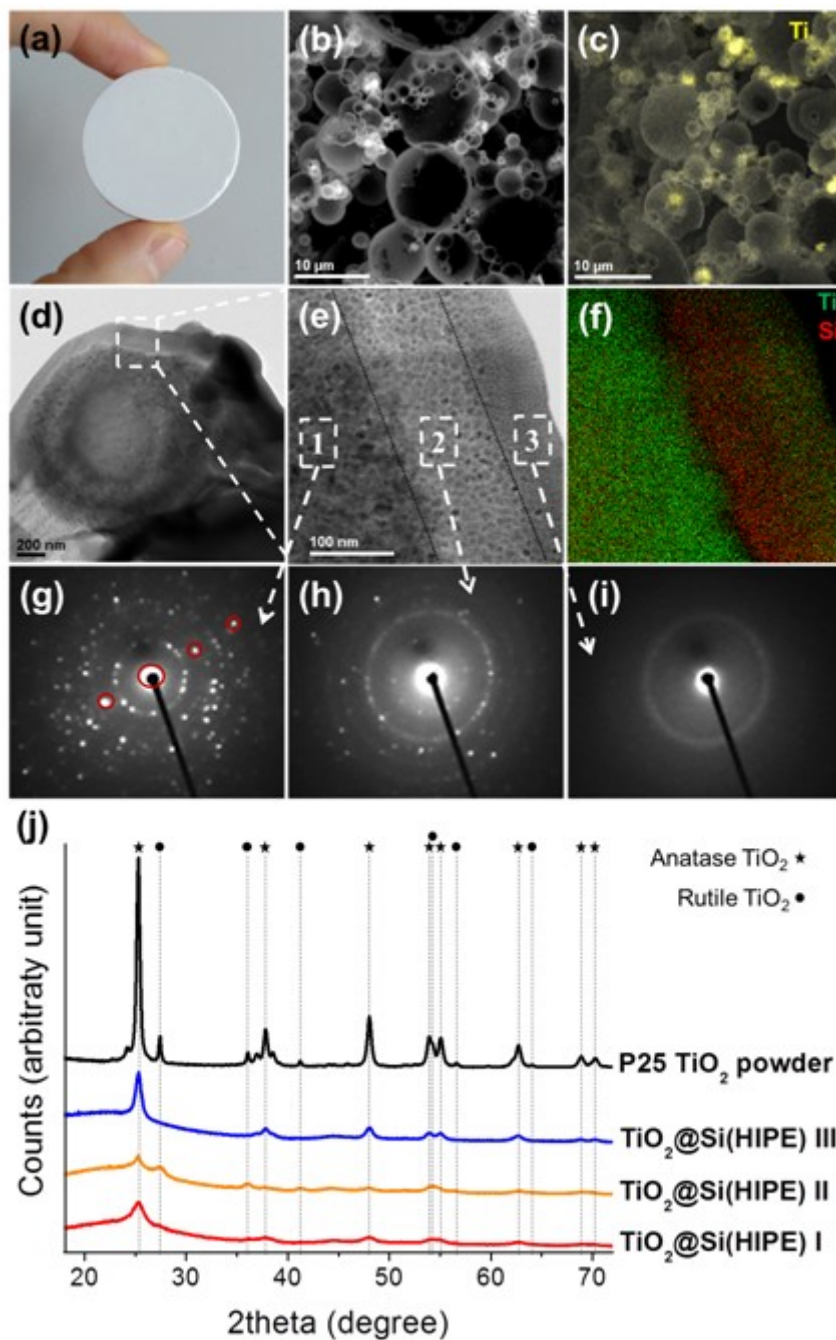 (a)
(b)
10 µm
(c)
Ti
10 µm
(d)
200 nm
(e)
1
2
3
100 nm
(f)
Ti
Si
(g)
(h)
(i)
(j)
Anatase TiO₂ ★
Rutile TiO₂ ●
P25 TiO₂ powder
TiO₂@Si(HIPE) III
TiO₂@Si(HIPE) II
TiO₂@Si(HIPE) I
Counts (arbitraty unit)
20 30 40 50 60 70
2theta (degree)